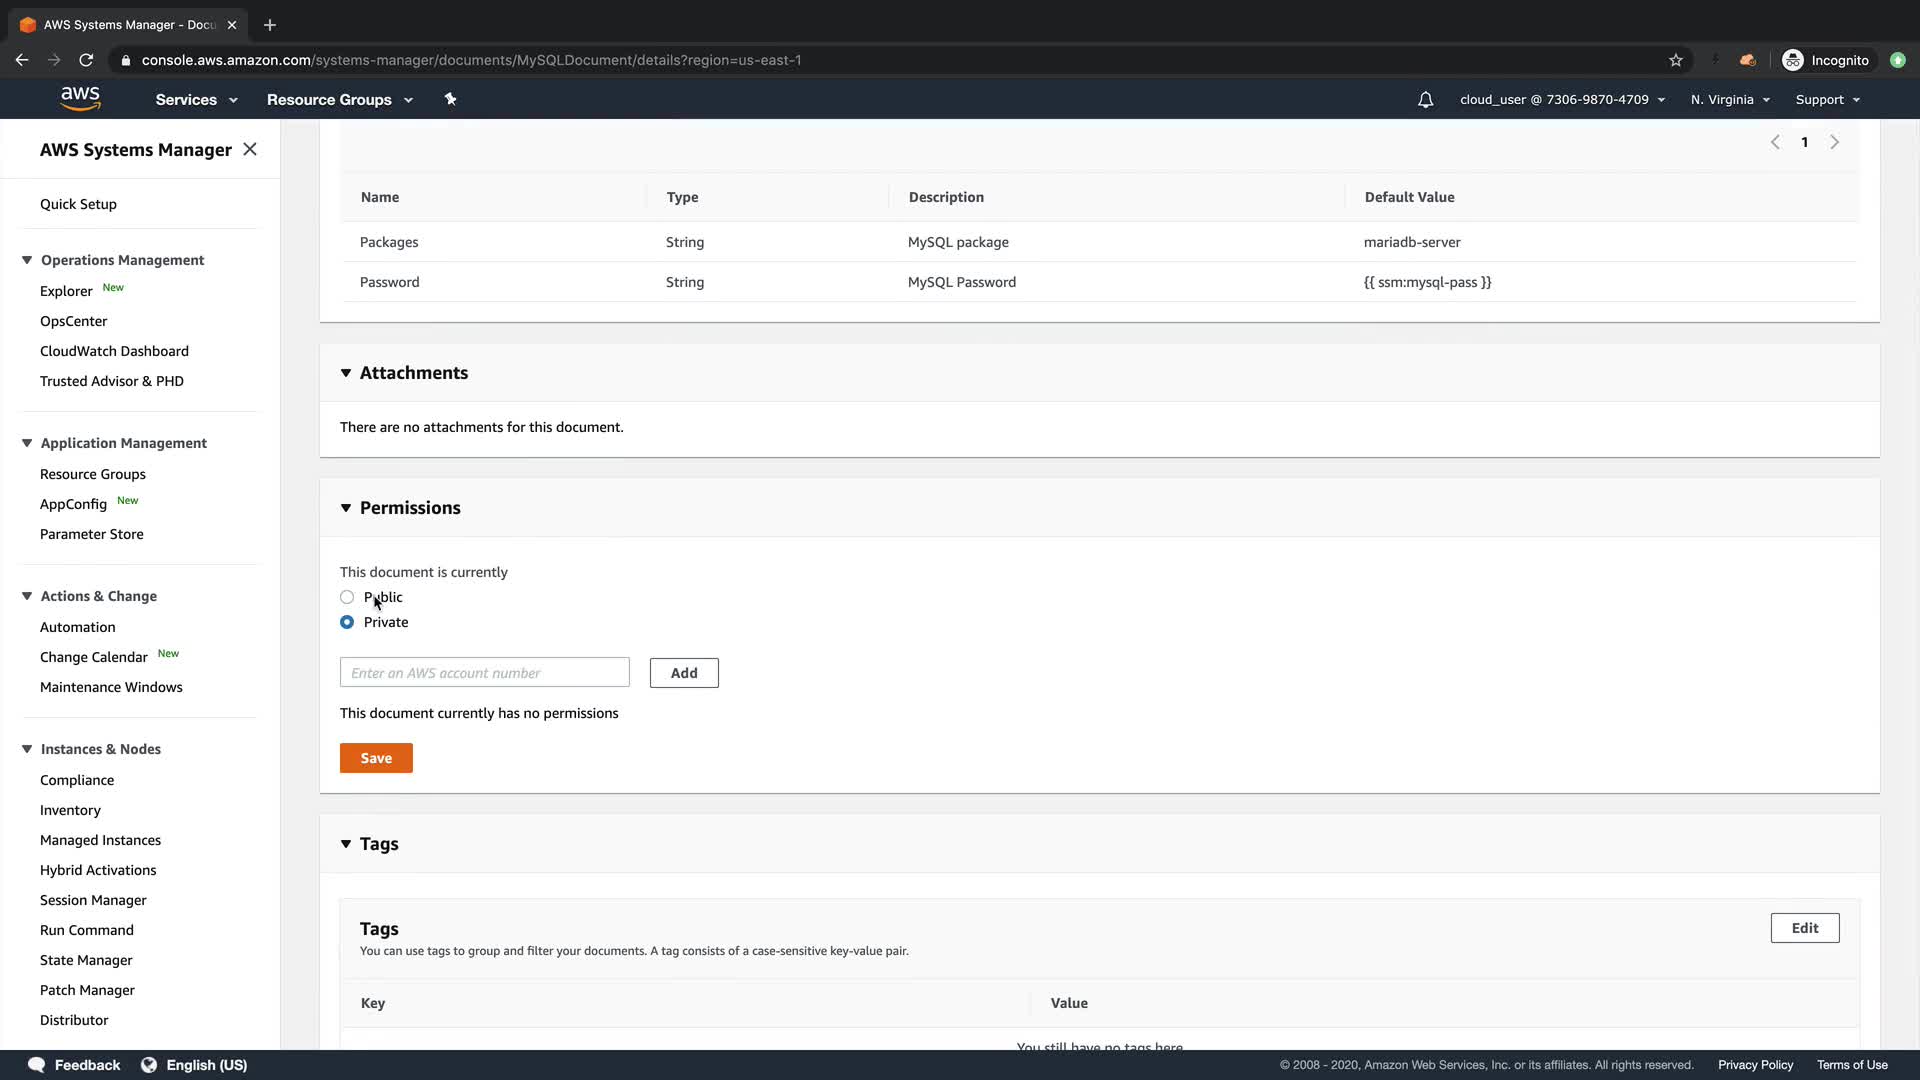 AWS Systems Manager - Docu
console.aws.amazon.com/systems-manager/documents/MySQLDocument/details?region=us-east-1
Incognito
aws
Services
Resource Groups
cloud_user @ 7306-9870-4709
N. Virginia
Support
AWS Systems Manager
Quick Setup
Operations Management
Explorer New
OpsCenter
CloudWatch Dashboard
Trusted Advisor & PHD
Application Management
Resource Groups
AppConfig New
Parameter Store
Actions & Change
Automation
Change Calendar New
Maintenance Windows
Instances & Nodes
Compliance
Inventory
Managed Instances
Hybrid Activations
Session Manager
Run Command
State Manager
Patch Manager
Distributor
1
Name Type Description Default Value
Packages String MySQL package mariadb-server
Password String MySQL Password {{ ssm:mysql-pass }}
Attachments
There are no attachments for this document.
Permissions
This document is currently
Public
Private
Enter an AWS account number
Add
This document currently has no permissions
Save
Tags
Tags
Edit
You can use tags to group and filter your documents. A tag consists of a case-sensitive key-value pair.
Key Value
You still have no tags here
Feedback
English (US)
© 2008 - 2020, Amazon Web Services, Inc. or its affiliates. All rights reserved.
Privacy Policy
Terms of Use